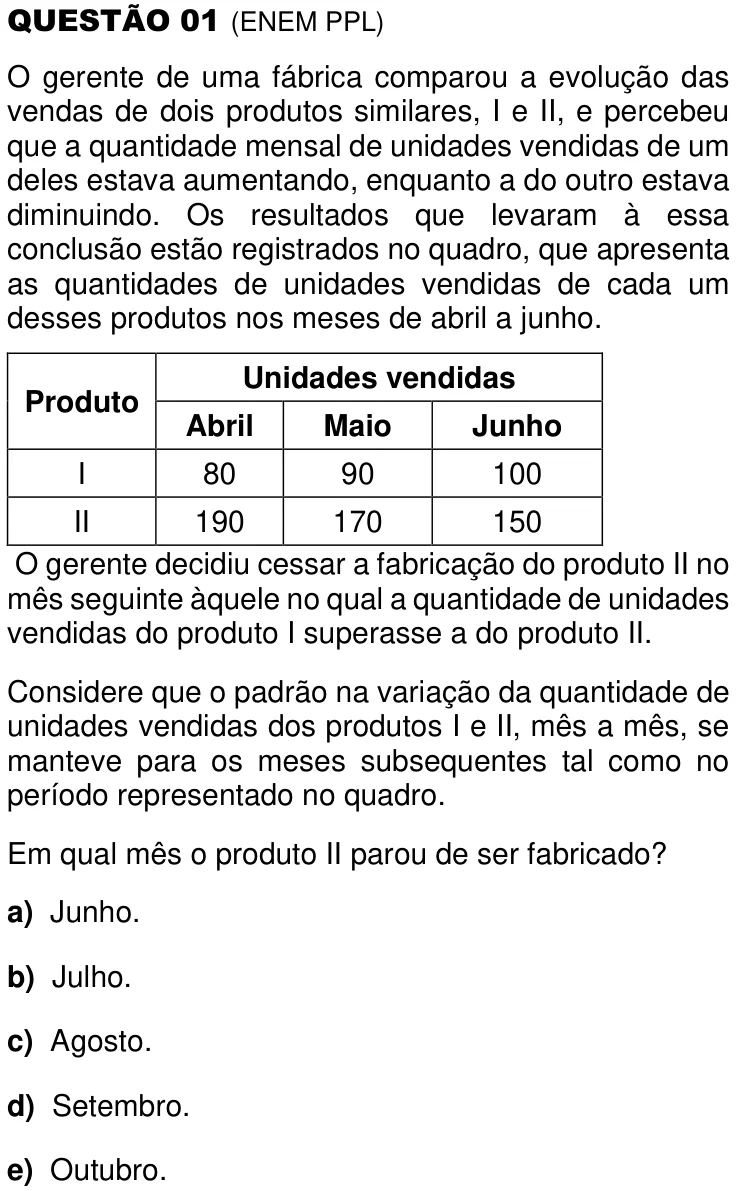 QUESTÃO 01 (ENEM PPL)
O gerente de uma fábrica comparou a evolução das
vendas de dois produtos similares, I e II, e percebeu
que a quantidade mensal de unidades vendidas de um
deles estava aumentando, enquanto a do outro estava
diminuindo. Os resultados que levaram à essa
conclusão estão registrados no quadro, que apresenta
as quantidades de unidades vendidas de cada um
desses produtos nos meses de abril a junho.
Produto Unidades vendidas
Abril Maio Junho
I 80 90 100
II 190 170 150
O gerente decidiu cessar a fabricação do produto II no
mês seguinte àquele no qual a quantidade de unidades
vendidas do produto I superasse a do produto II.
Considere que o padrão na variação da quantidade de
unidades vendidas dos produtos I e II, mês a mês, se
manteve para os meses subsequentes tal como no
período representado no quadro.
Em qual mês o produto II parou de ser fabricado?
a) Junho.
b) Julho.
c) Agosto.
d) Setembro.
e) Outubro.